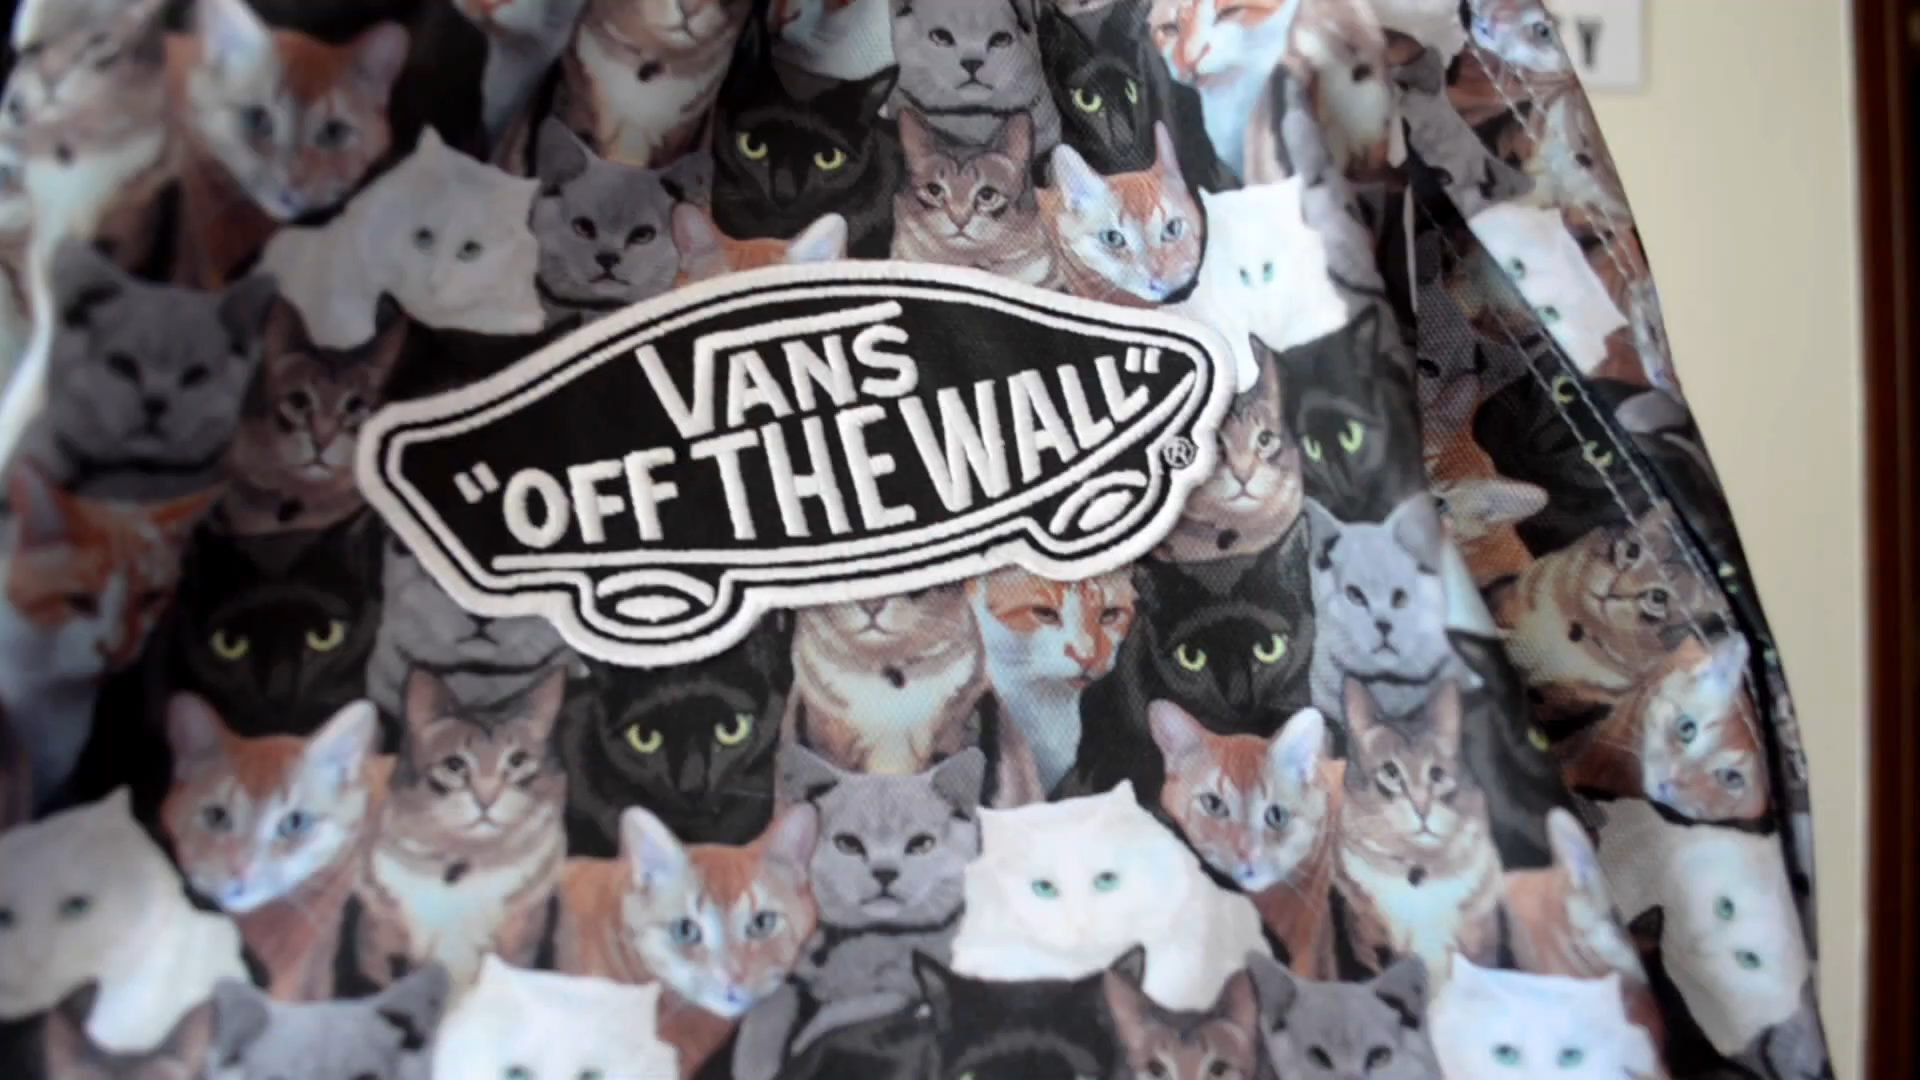 VANS
"OFF THE WALL"
®
Y